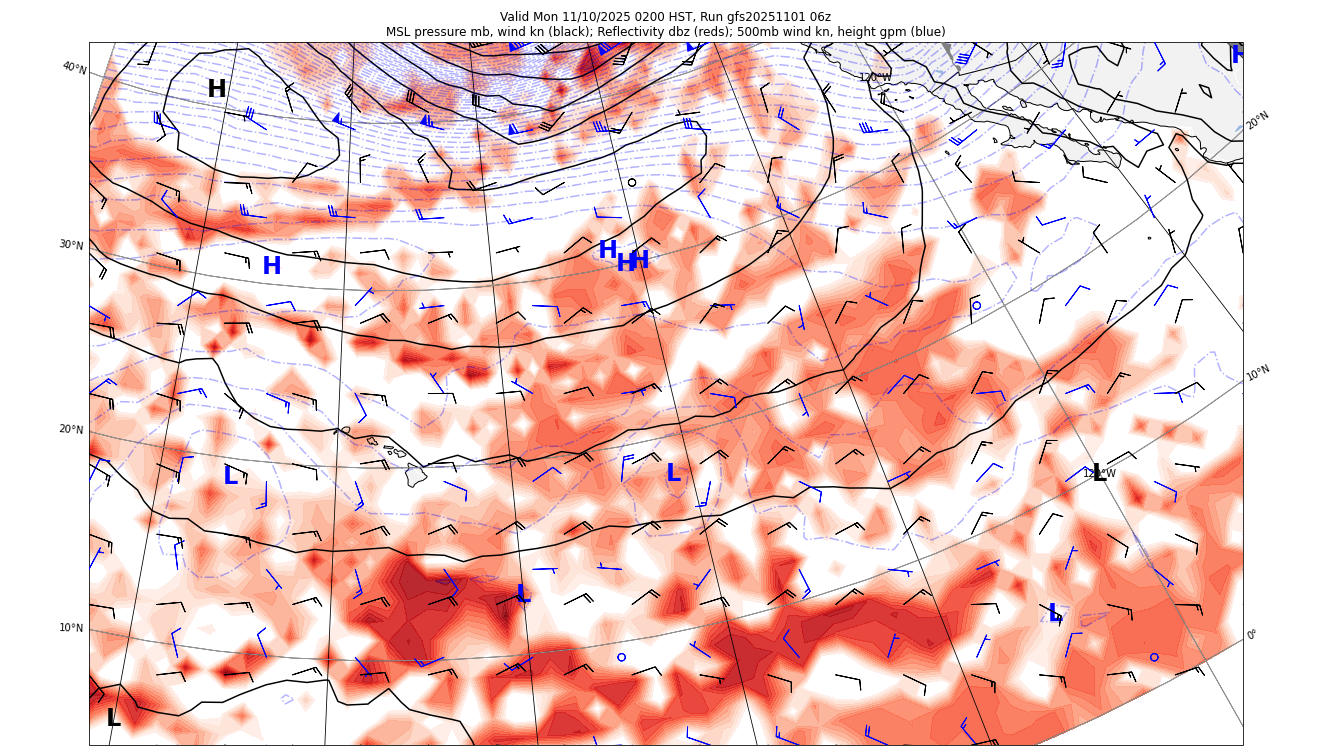 Valid Mon 11/10/2025 0200 HST, Run gfs20251101 06z
MSL pressure mb, wind kn (black); Reflectivity dbz (reds); 500mb wind kn, height gpm (blue)
H
40°N
120°W
H
20°N
30°N
H
H
H
H
10°N
20°N
L
L
L
120°W
L
L
10°N
0°
L